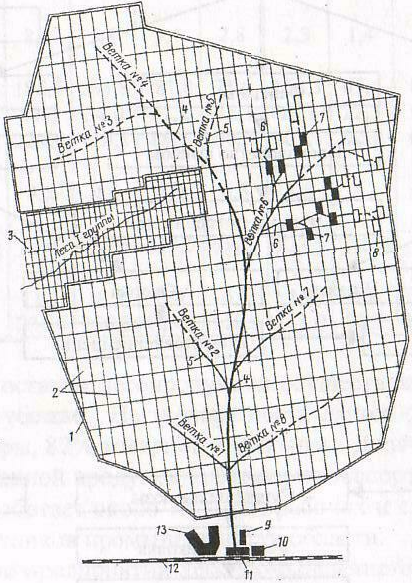 Ветка №4
Ветка №5
4
5
Ветка №3
6
7
Леса I группы
3
Ветка №6
6
7
8
Ветка №2
Ветка №7
5
4
2
1
Ветка №1
Ветка №8
13
9
10
12
11